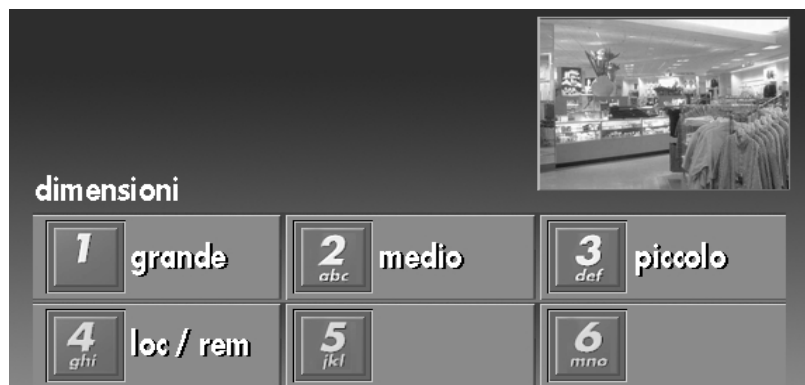 dimensioni
1 grande 2 abc medio 3 def piccolo
4 ghi loc / rem 5 jkl 6 mno